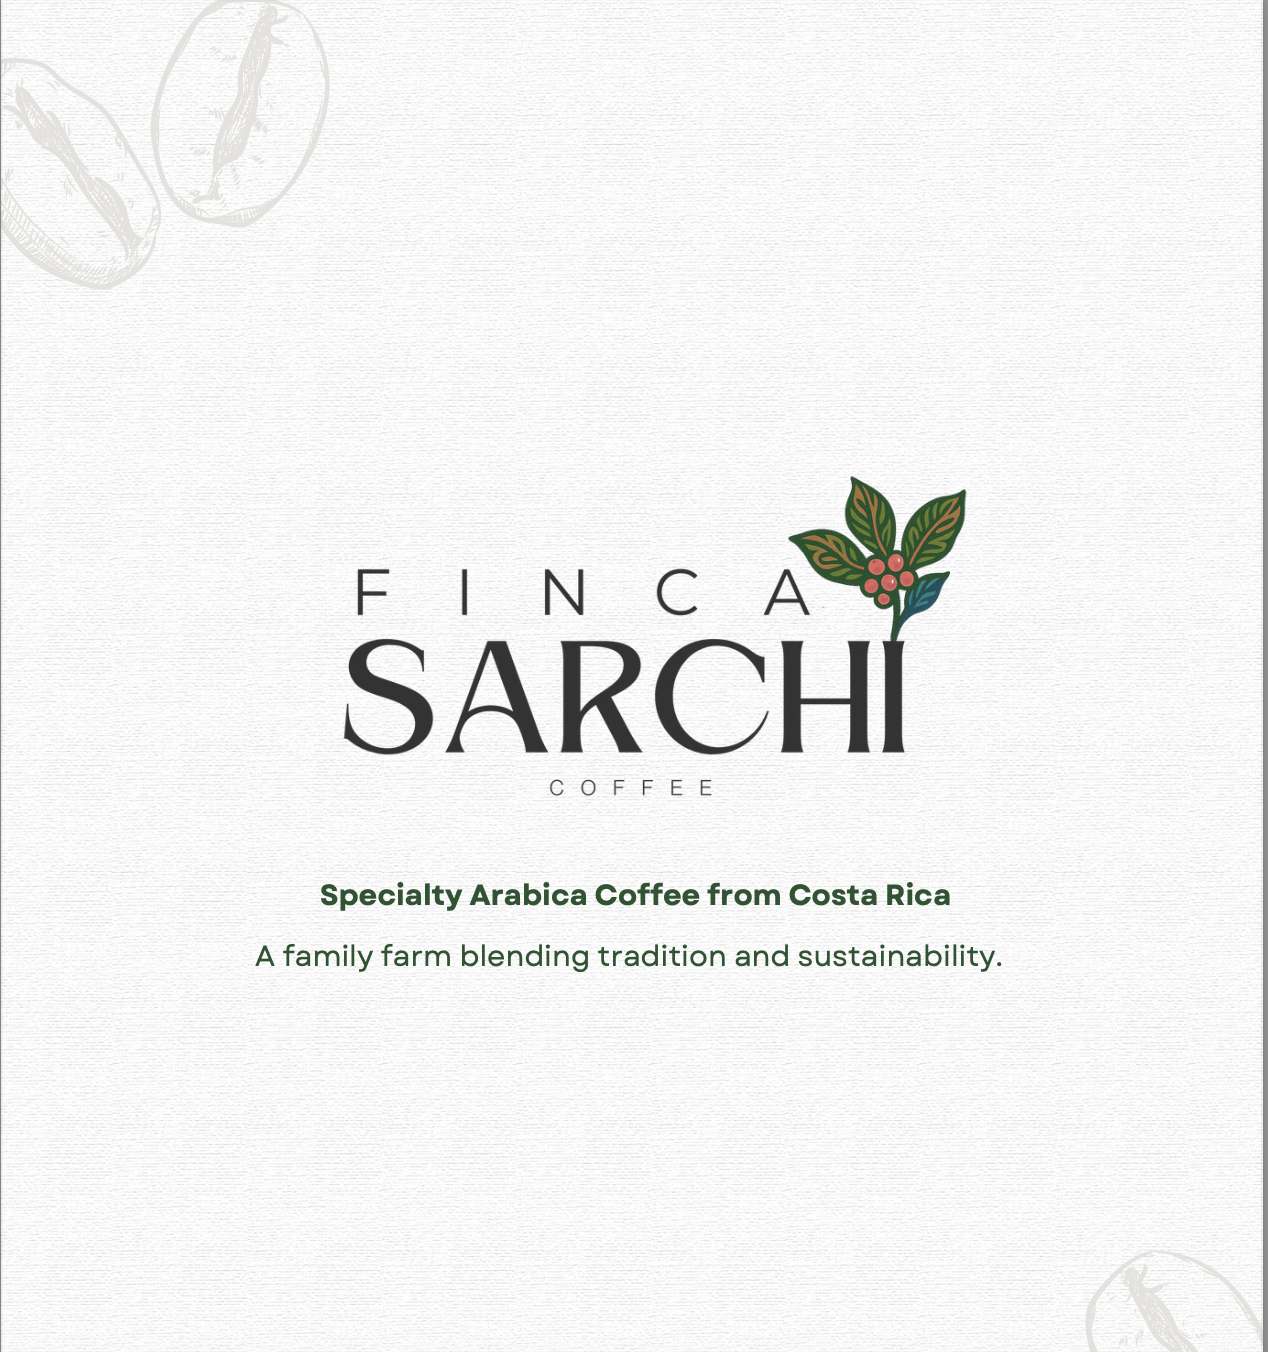 FINCA
SARCHI
COFFEE
Specialty Arabica Coffee from Costa Rica
A family farm blending tradition and sustainability.